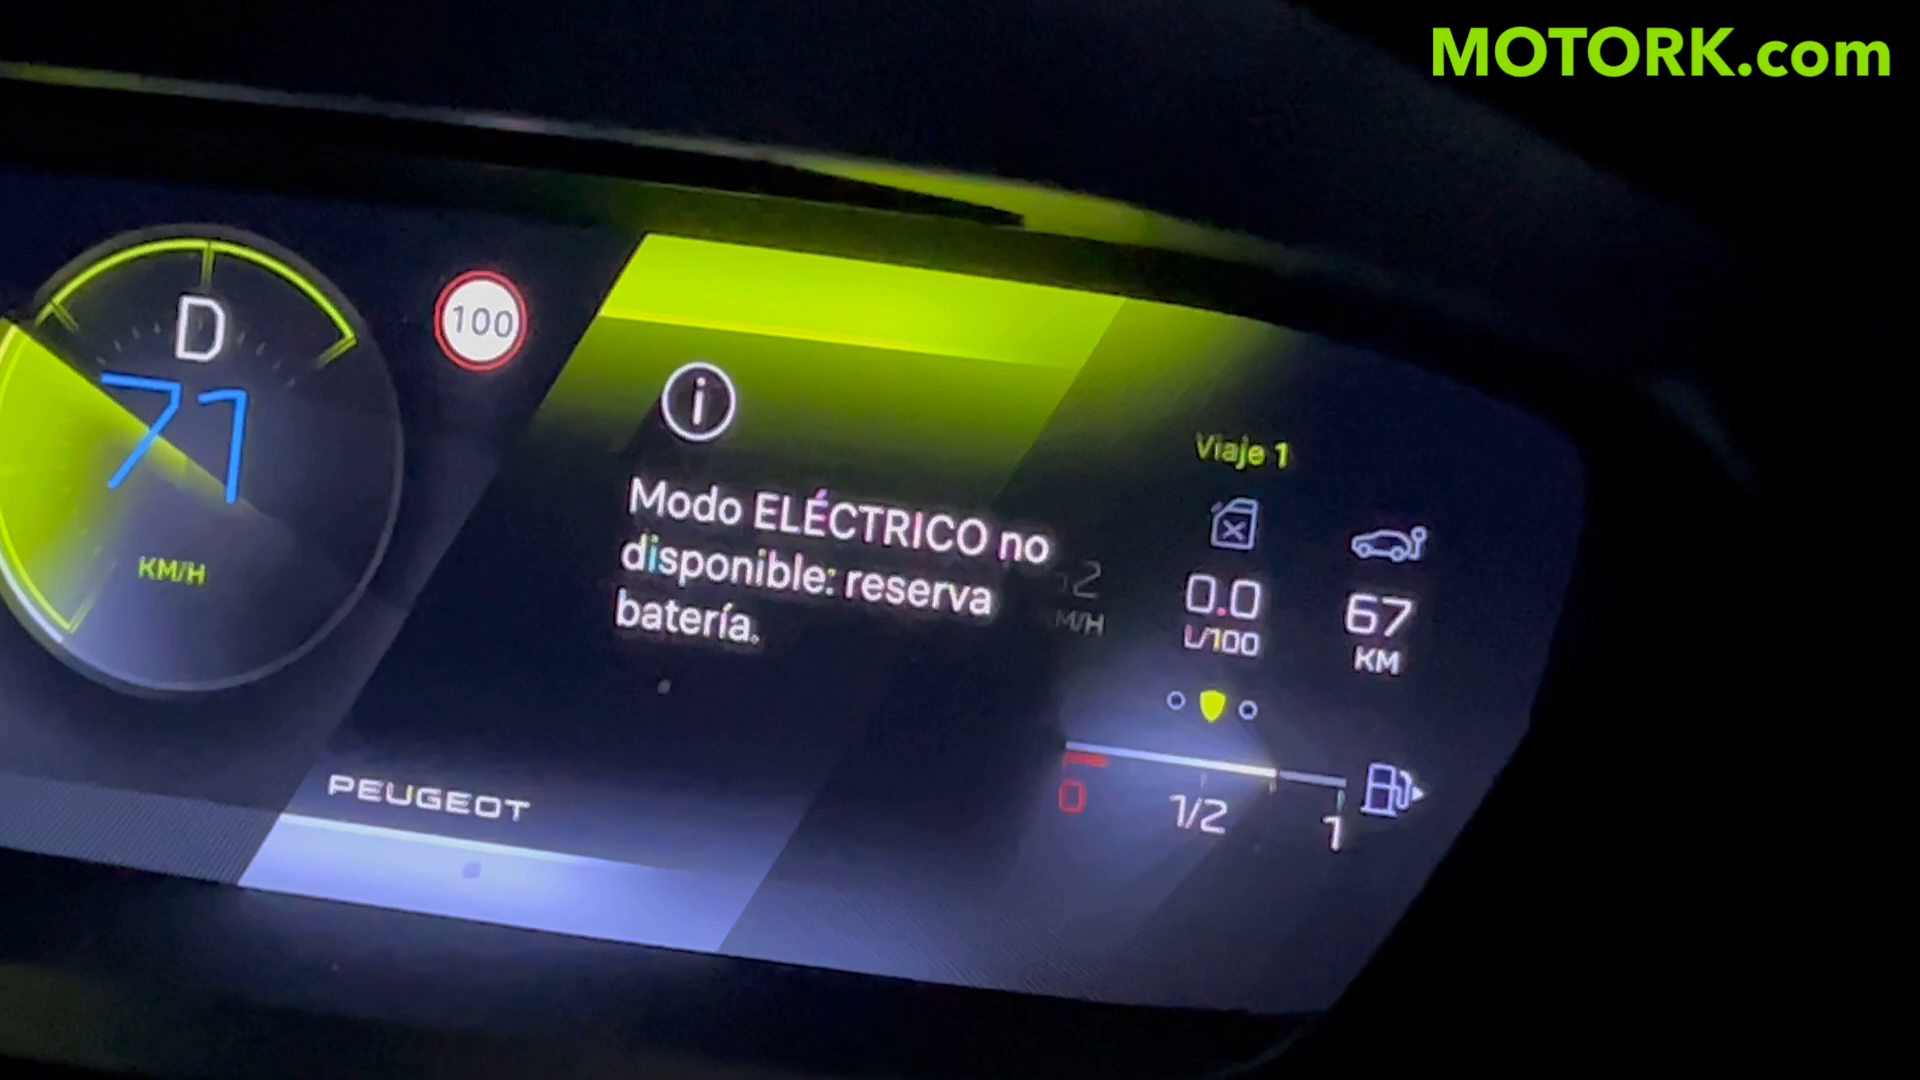 MOTORK.com
D
71
KM/H
100
i
Modo ELÉCTRICO no
disponible: reserva
batería.
PEUGEOT
Viaje 1
0.0
L/100
67
KM
0
1/2
1